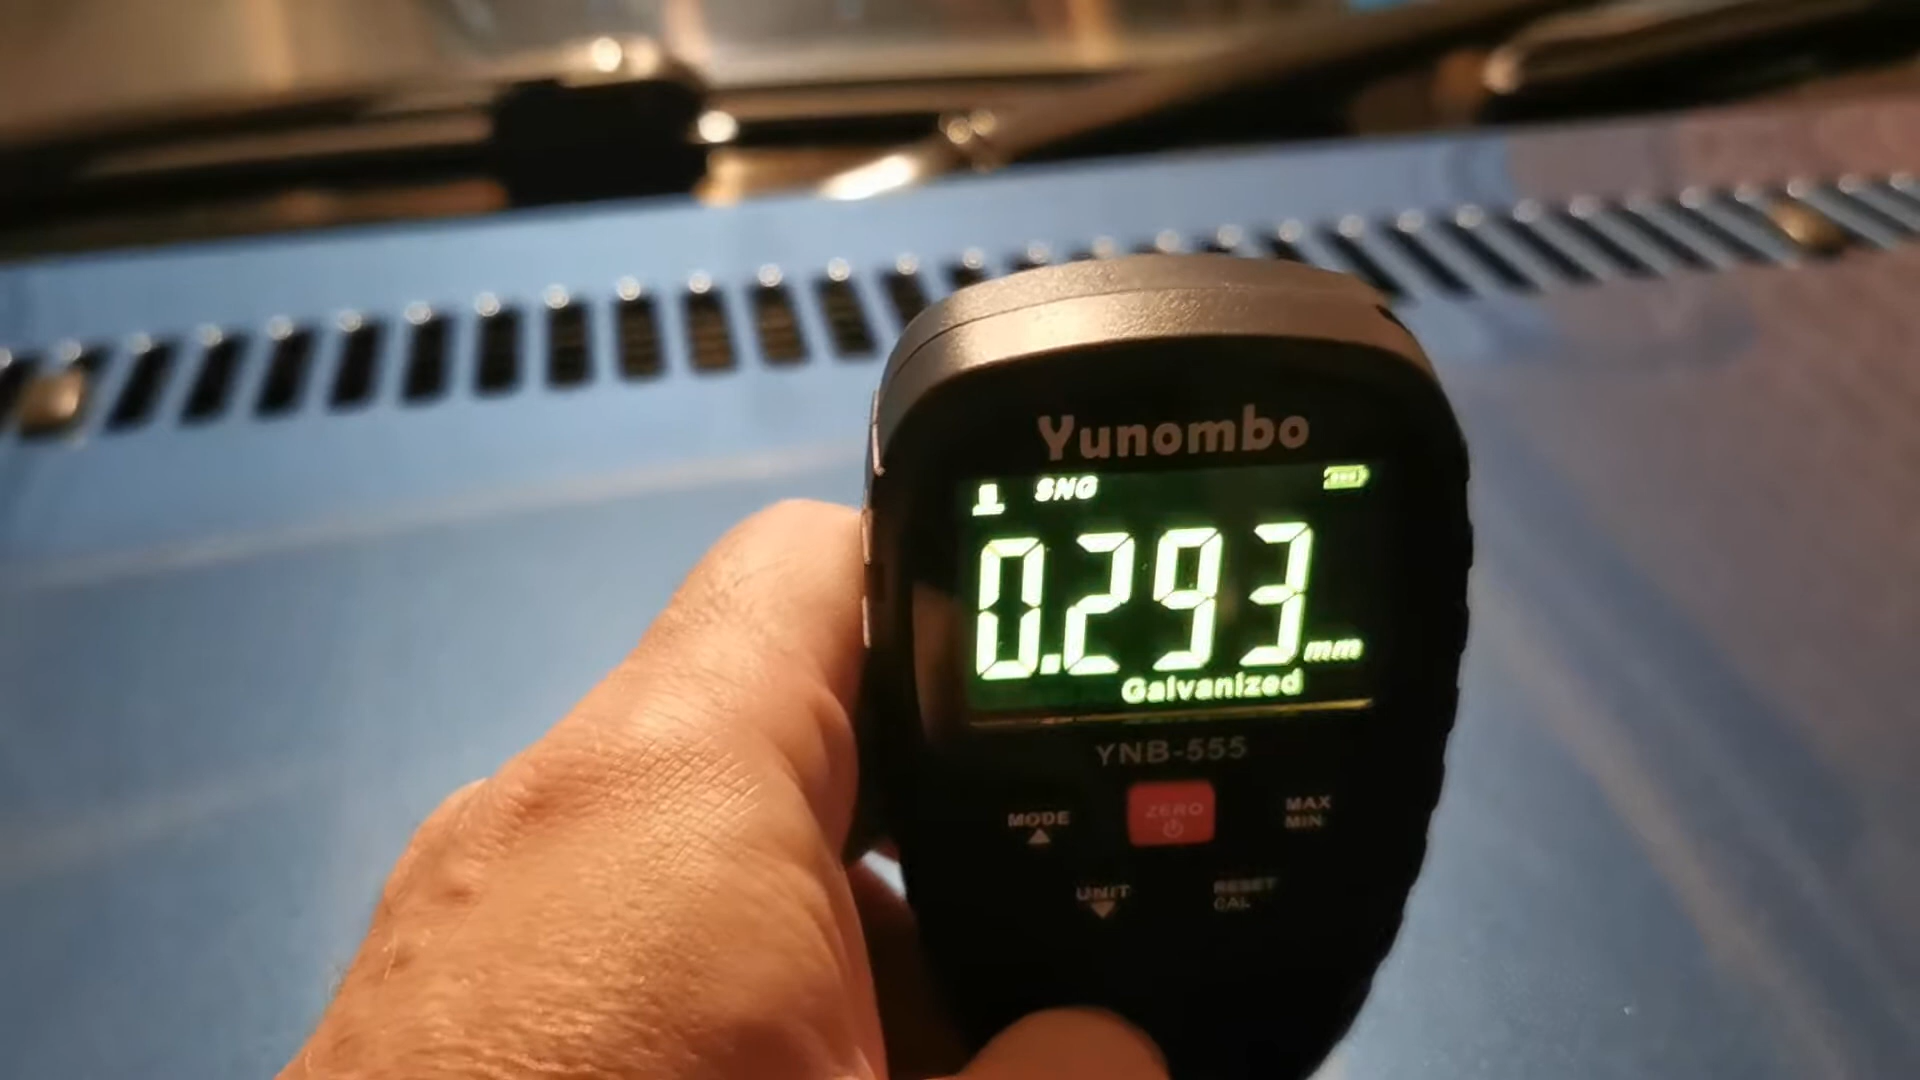 Yunombo
SNG
0.293 mm
Galvanized
YNB-555
MODE
ZERO
MAX
MIN
UNIT
RESET
CAL